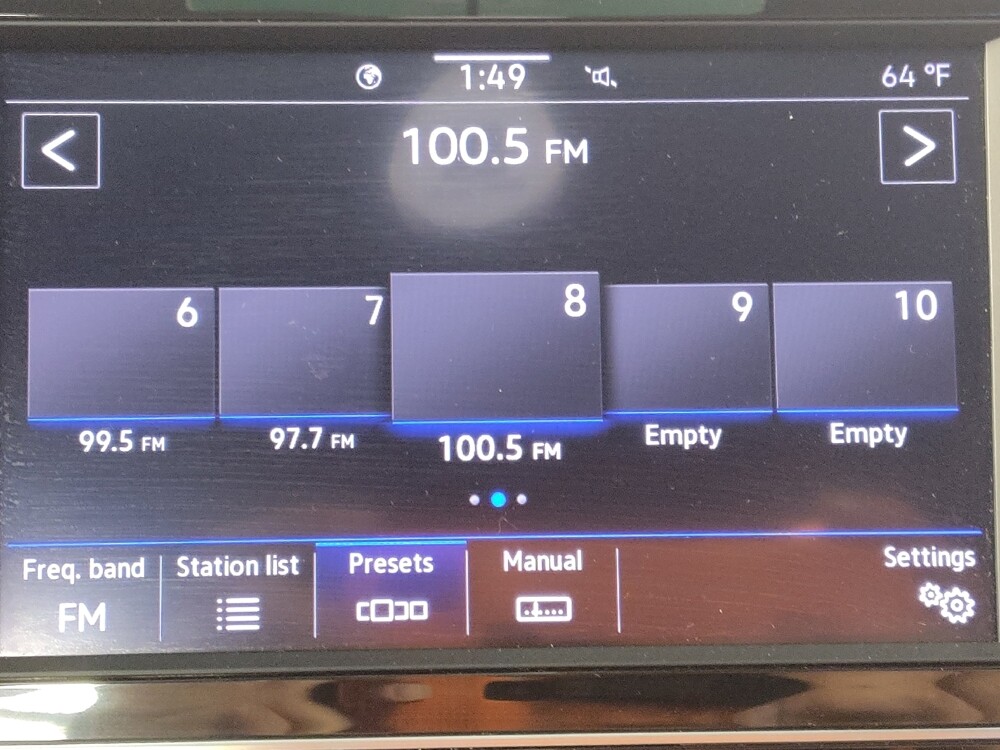 1:49 64 °F
< 100.5 FM >
6 7 8 9 10
99.5 FM 97.7 FM 100.5 FM Empty Empty
Freq. band Station list Presets Manual Settings
FM